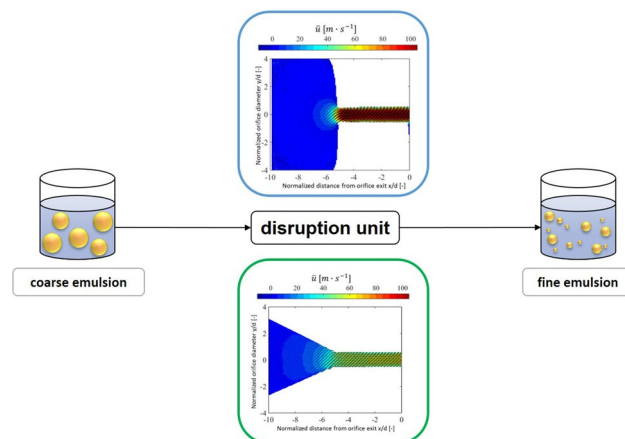 ũ [m · s⁻¹]
0 20 40 60 80 100
Normalized orifice diameter y/d [-]
4
2
0
-2
-4
-10 -8 -6 -4 -2 0
Normalized distance from orifice exit x/d [-]
coarse emulsion
disruption unit
fine emulsion
ũ [m · s⁻¹]
0 20 40 60 80 100
Normalized orifice diameter y/d [-]
4
2
0
-2
-4
-10 -8 -6 -4 -2 0
Normalized distance from orifice exit x/d [-]